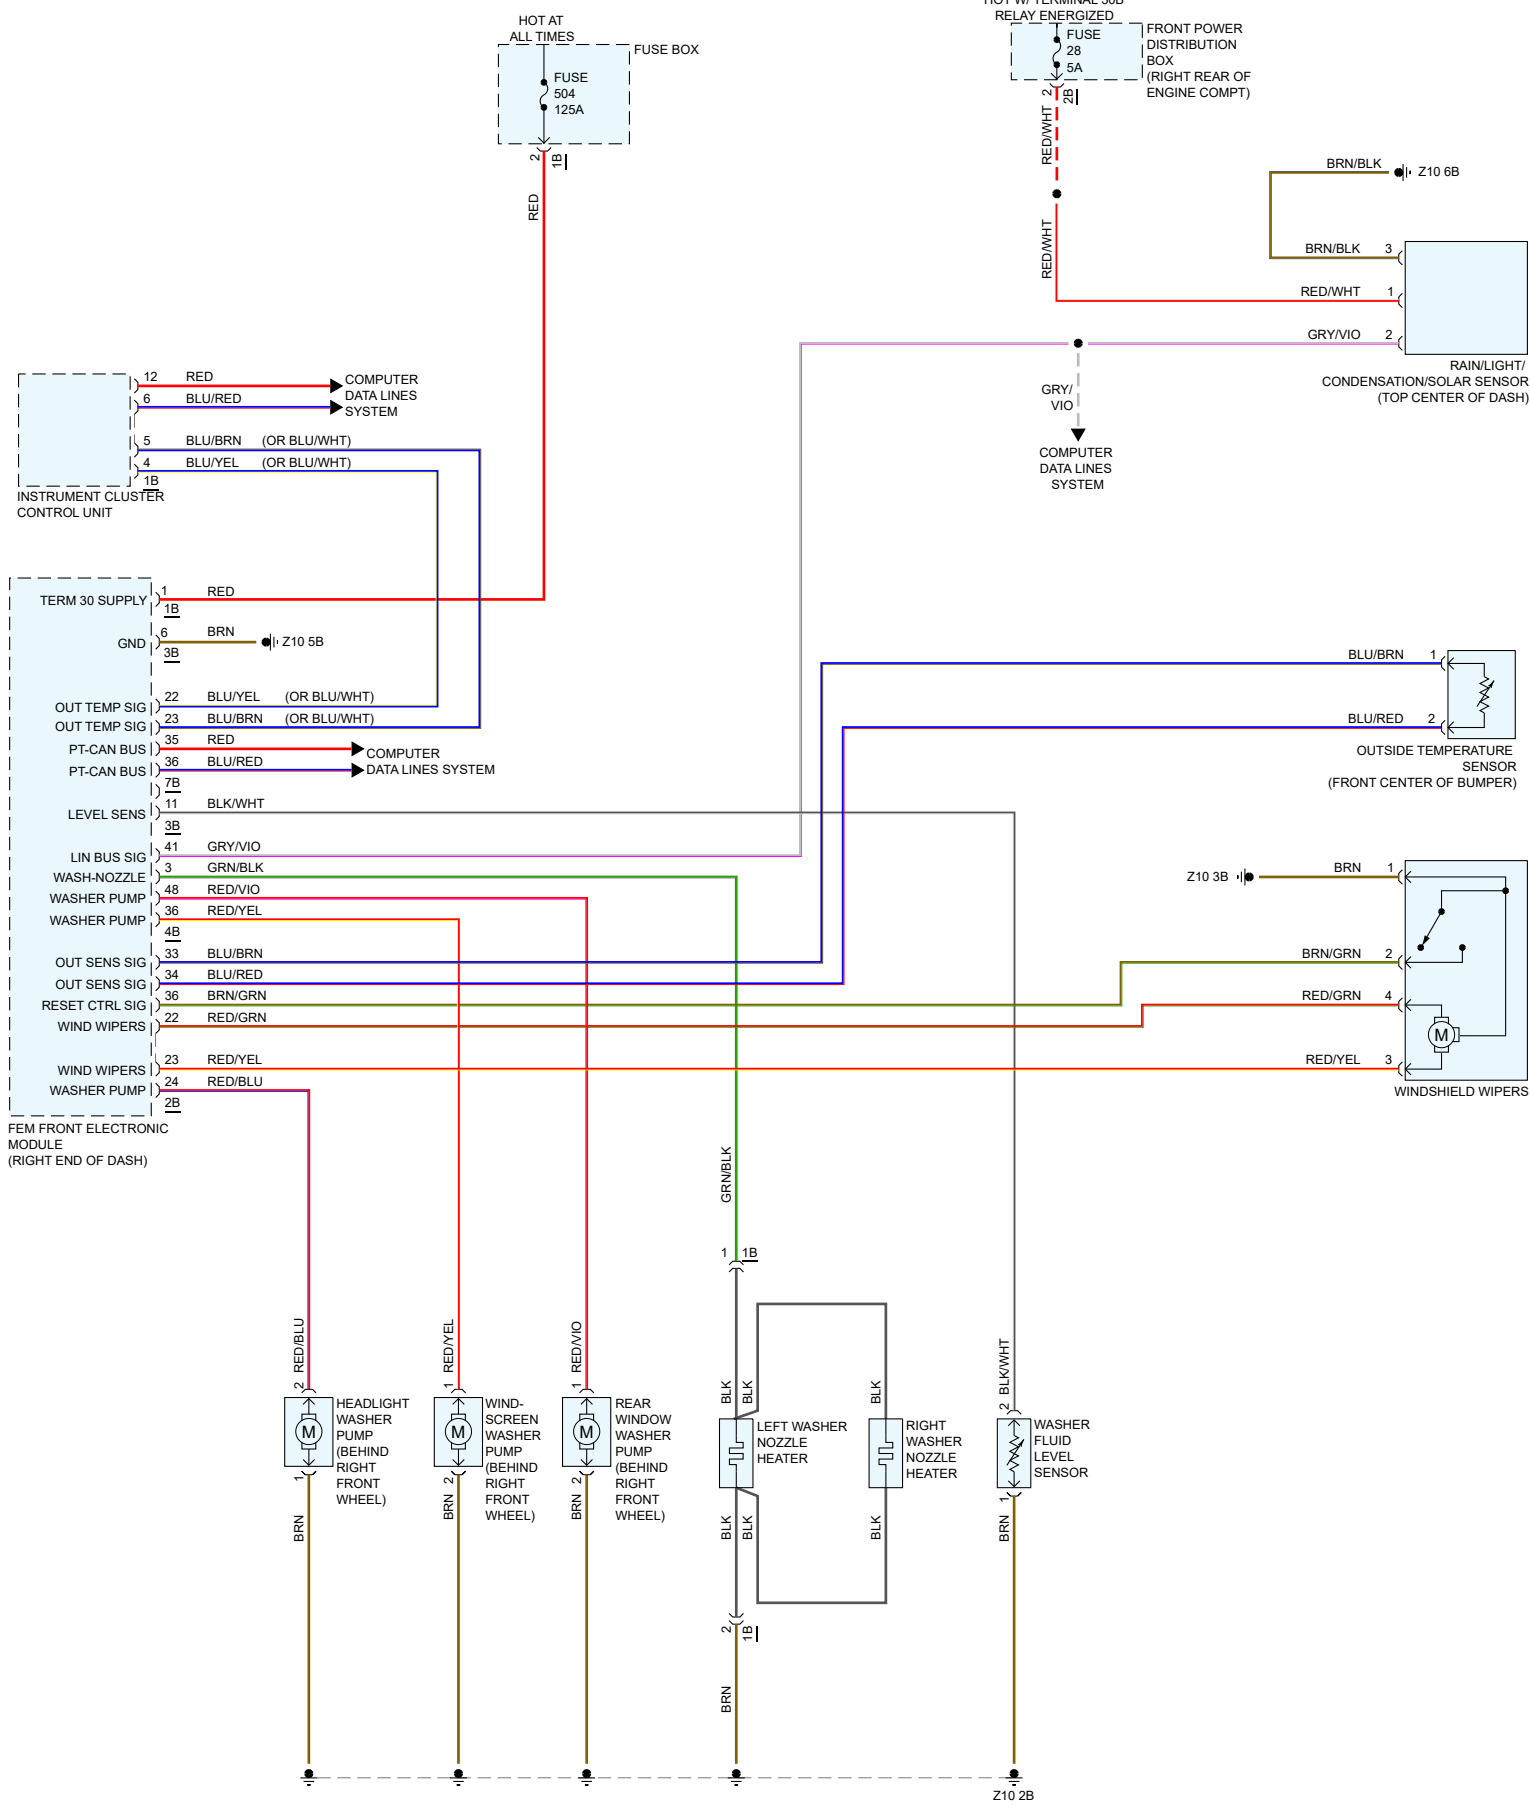 HOT AT
ALL TIMES
FUSE BOX
FUSE
504
125A
2
1B
RED
HOT W/ TERMINAL 30B
RELAY ENERGIZED
FUSE
28
5A
FRONT POWER
DISTRIBUTION
BOX
(RIGHT REAR OF
ENGINE COMPT)
2
2B
RED/WHT
RED/WHT
BRN/BLK
Z10 6B
BRN/BLK 3
RED/WHT 1
GRY/VIO 2
RAIN/LIGHT/
CONDENSATION/SOLAR SENSOR
(TOP CENTER OF DASH)
GRY/
VIO
COMPUTER
DATA LINES
SYSTEM
12 RED
6 BLU/RED
COMPUTER
DATA LINES
SYSTEM
5 BLU/BRN (OR BLU/WHT)
4 BLU/YEL (OR BLU/WHT)
1B
INSTRUMENT CLUSTER
CONTROL UNIT
TERM 30 SUPPLY 1 RED
1B
GND 6 BRN Z10 5B
3B
OUT TEMP SIG 22 BLU/YEL (OR BLU/WHT)
OUT TEMP SIG 23 BLU/BRN (OR BLU/WHT)
PT-CAN BUS 35 RED
PT-CAN BUS 36 BLU/RED
COMPUTER
DATA LINES SYSTEM
7B
LEVEL SENS 11 BLK/WHT
3B
LIN BUS SIG 41 GRY/VIO
WASH-NOZZLE 3 GRN/BLK
WASHER PUMP 48 RED/VIO
WASHER PUMP 36 RED/YEL
4B
OUT SENS SIG 33 BLU/BRN
OUT SENS SIG 34 BLU/RED
RESET CTRL SIG 36 BRN/GRN
WIND WIPERS 22 RED/GRN
WIND WIPERS 23 RED/YEL
WASHER PUMP 24 RED/BLU
2B
FEM FRONT ELECTRONIC
MODULE
(RIGHT END OF DASH)
BLU/BRN 1
BLU/RED 2
OUTSIDE TEMPERATURE
SENSOR
(FRONT CENTER OF BUMPER)
Z10 3B BRN 1
BRN/GRN 2
RED/GRN 4
M
RED/YEL 3
WINDSHIELD WIPERS
GRN/BLK
1 1B
RED/BLU
2
M
HEADLIGHT
WASHER
PUMP
(BEHIND
RIGHT
FRONT
WHEEL)
1
BRN
RED/YEL
1
M
WIND-
SCREEN
WASHER
PUMP
(BEHIND
RIGHT
FRONT
WHEEL)
2
BRN
RED/VIO
1
M
REAR
WINDOW
WASHER
PUMP
(BEHIND
RIGHT
FRONT
WHEEL)
2
BRN
BLK
BLK
BLK
LEFT WASHER
NOZZLE
HEATER
RIGHT
WASHER
NOZZLE
HEATER
BLK
BLK
BLK
2
1B
BRN
BLK/WHT
2
WASHER
FLUID
LEVEL
SENSOR
1
BRN
Z10 2B